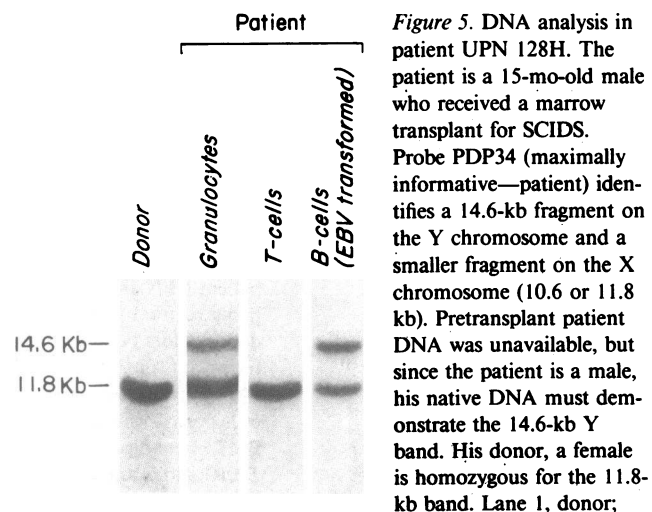 Patient
Donor
Granulocytes
T-cells
B-cells
(EBV transformed)
14.6 Kb
11.8 Kb
Figure 5. DNA analysis in
patient UPN 128H. The
patient is a 15-mo-old male
who received a marrow
transplant for SCIDS.
Probe PDP34 (maximally
informative—patient) iden-
tifies a 14.6-kb fragment on
the Y chromosome and a
smaller fragment on the X
chromosome (10.6 or 11.8
kb). Pretransplant patient
DNA was unavailable, but
since the patient is a male,
his native DNA must dem-
onstrate the 14.6-kb Y
band. His donor, a female
is homozygous for the 11.8-
kb band. Lane 1, donor;